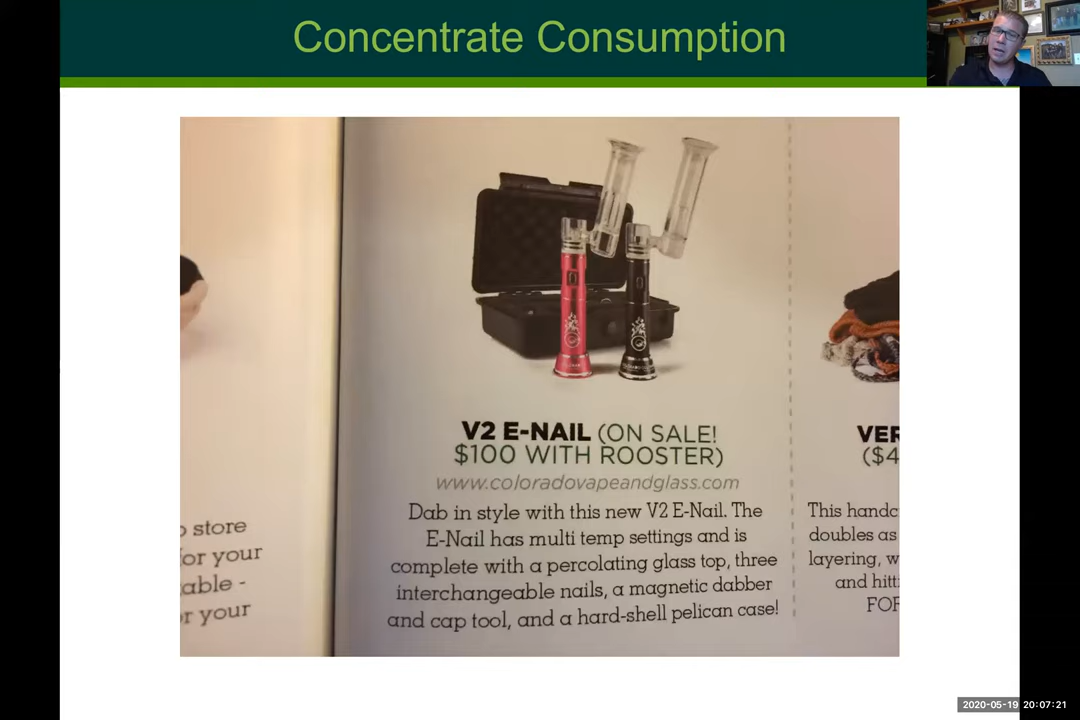 Concentrate Consumption
V2 E-NAIL (ON SALE!
$100 WITH ROOSTER)
www.coloradovapeandglass.com
Dab in style with this new V2 E-Nail. The
E-Nail has multi temp settings and is
complete with a percolating glass top, three
interchangeable nails, a magnetic dabber
and cap tool, and a hard-shell pelican case!
store
for your
able -
your
VER
($4
This handc
doubles as
layering, w
and hitt
FOR
2020-05-19 20:07:21